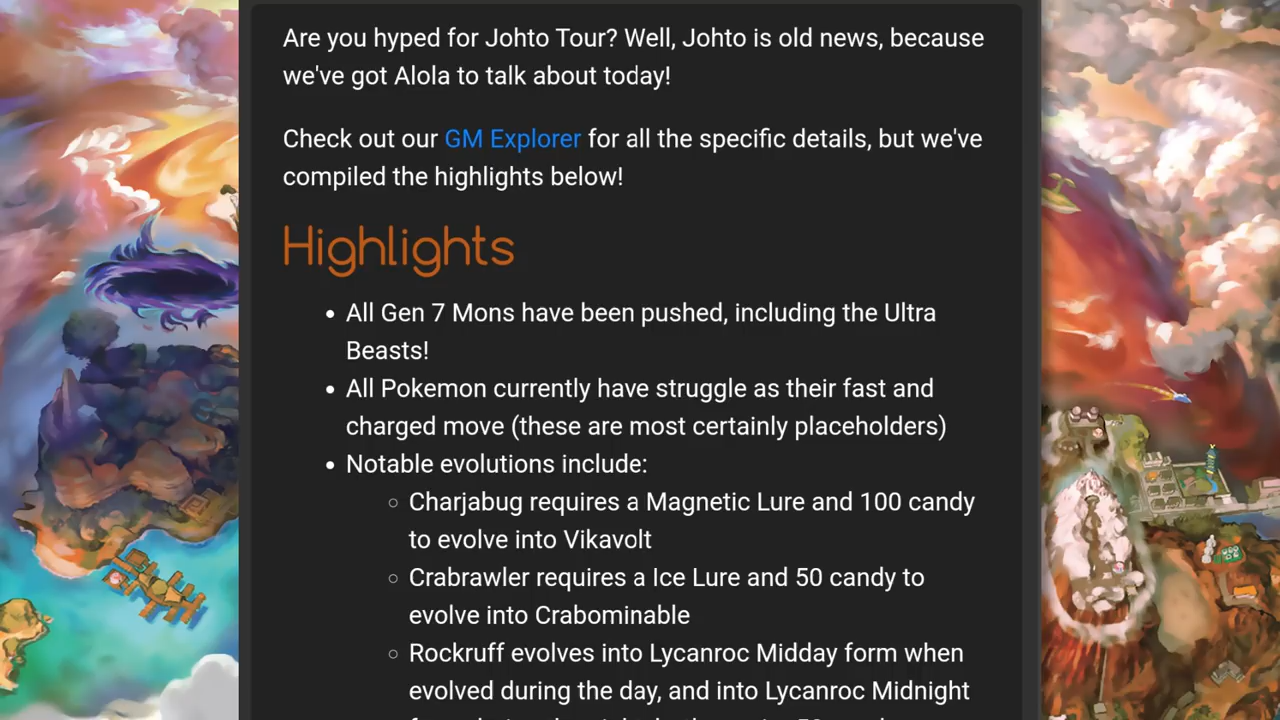 Are you hyped for Johto Tour? Well, Johto is old news, because
we've got Alola to talk about today!
Check out our GM Explorer for all the specific details, but we've
compiled the highlights below!
Highlights
• All Gen 7 Mons have been pushed, including the Ultra
Beasts!
• All Pokemon currently have struggle as their fast and
charged move (these are most certainly placeholders)
• Notable evolutions include:
○ Charjabug requires a Magnetic Lure and 100 candy
to evolve into Vikavolt
○ Crabrawler requires a Ice Lure and 50 candy to
evolve into Crabominable
○ Rockruff evolves into Lycanroc Midday form when
evolved during the day, and into Lycanroc Midnight